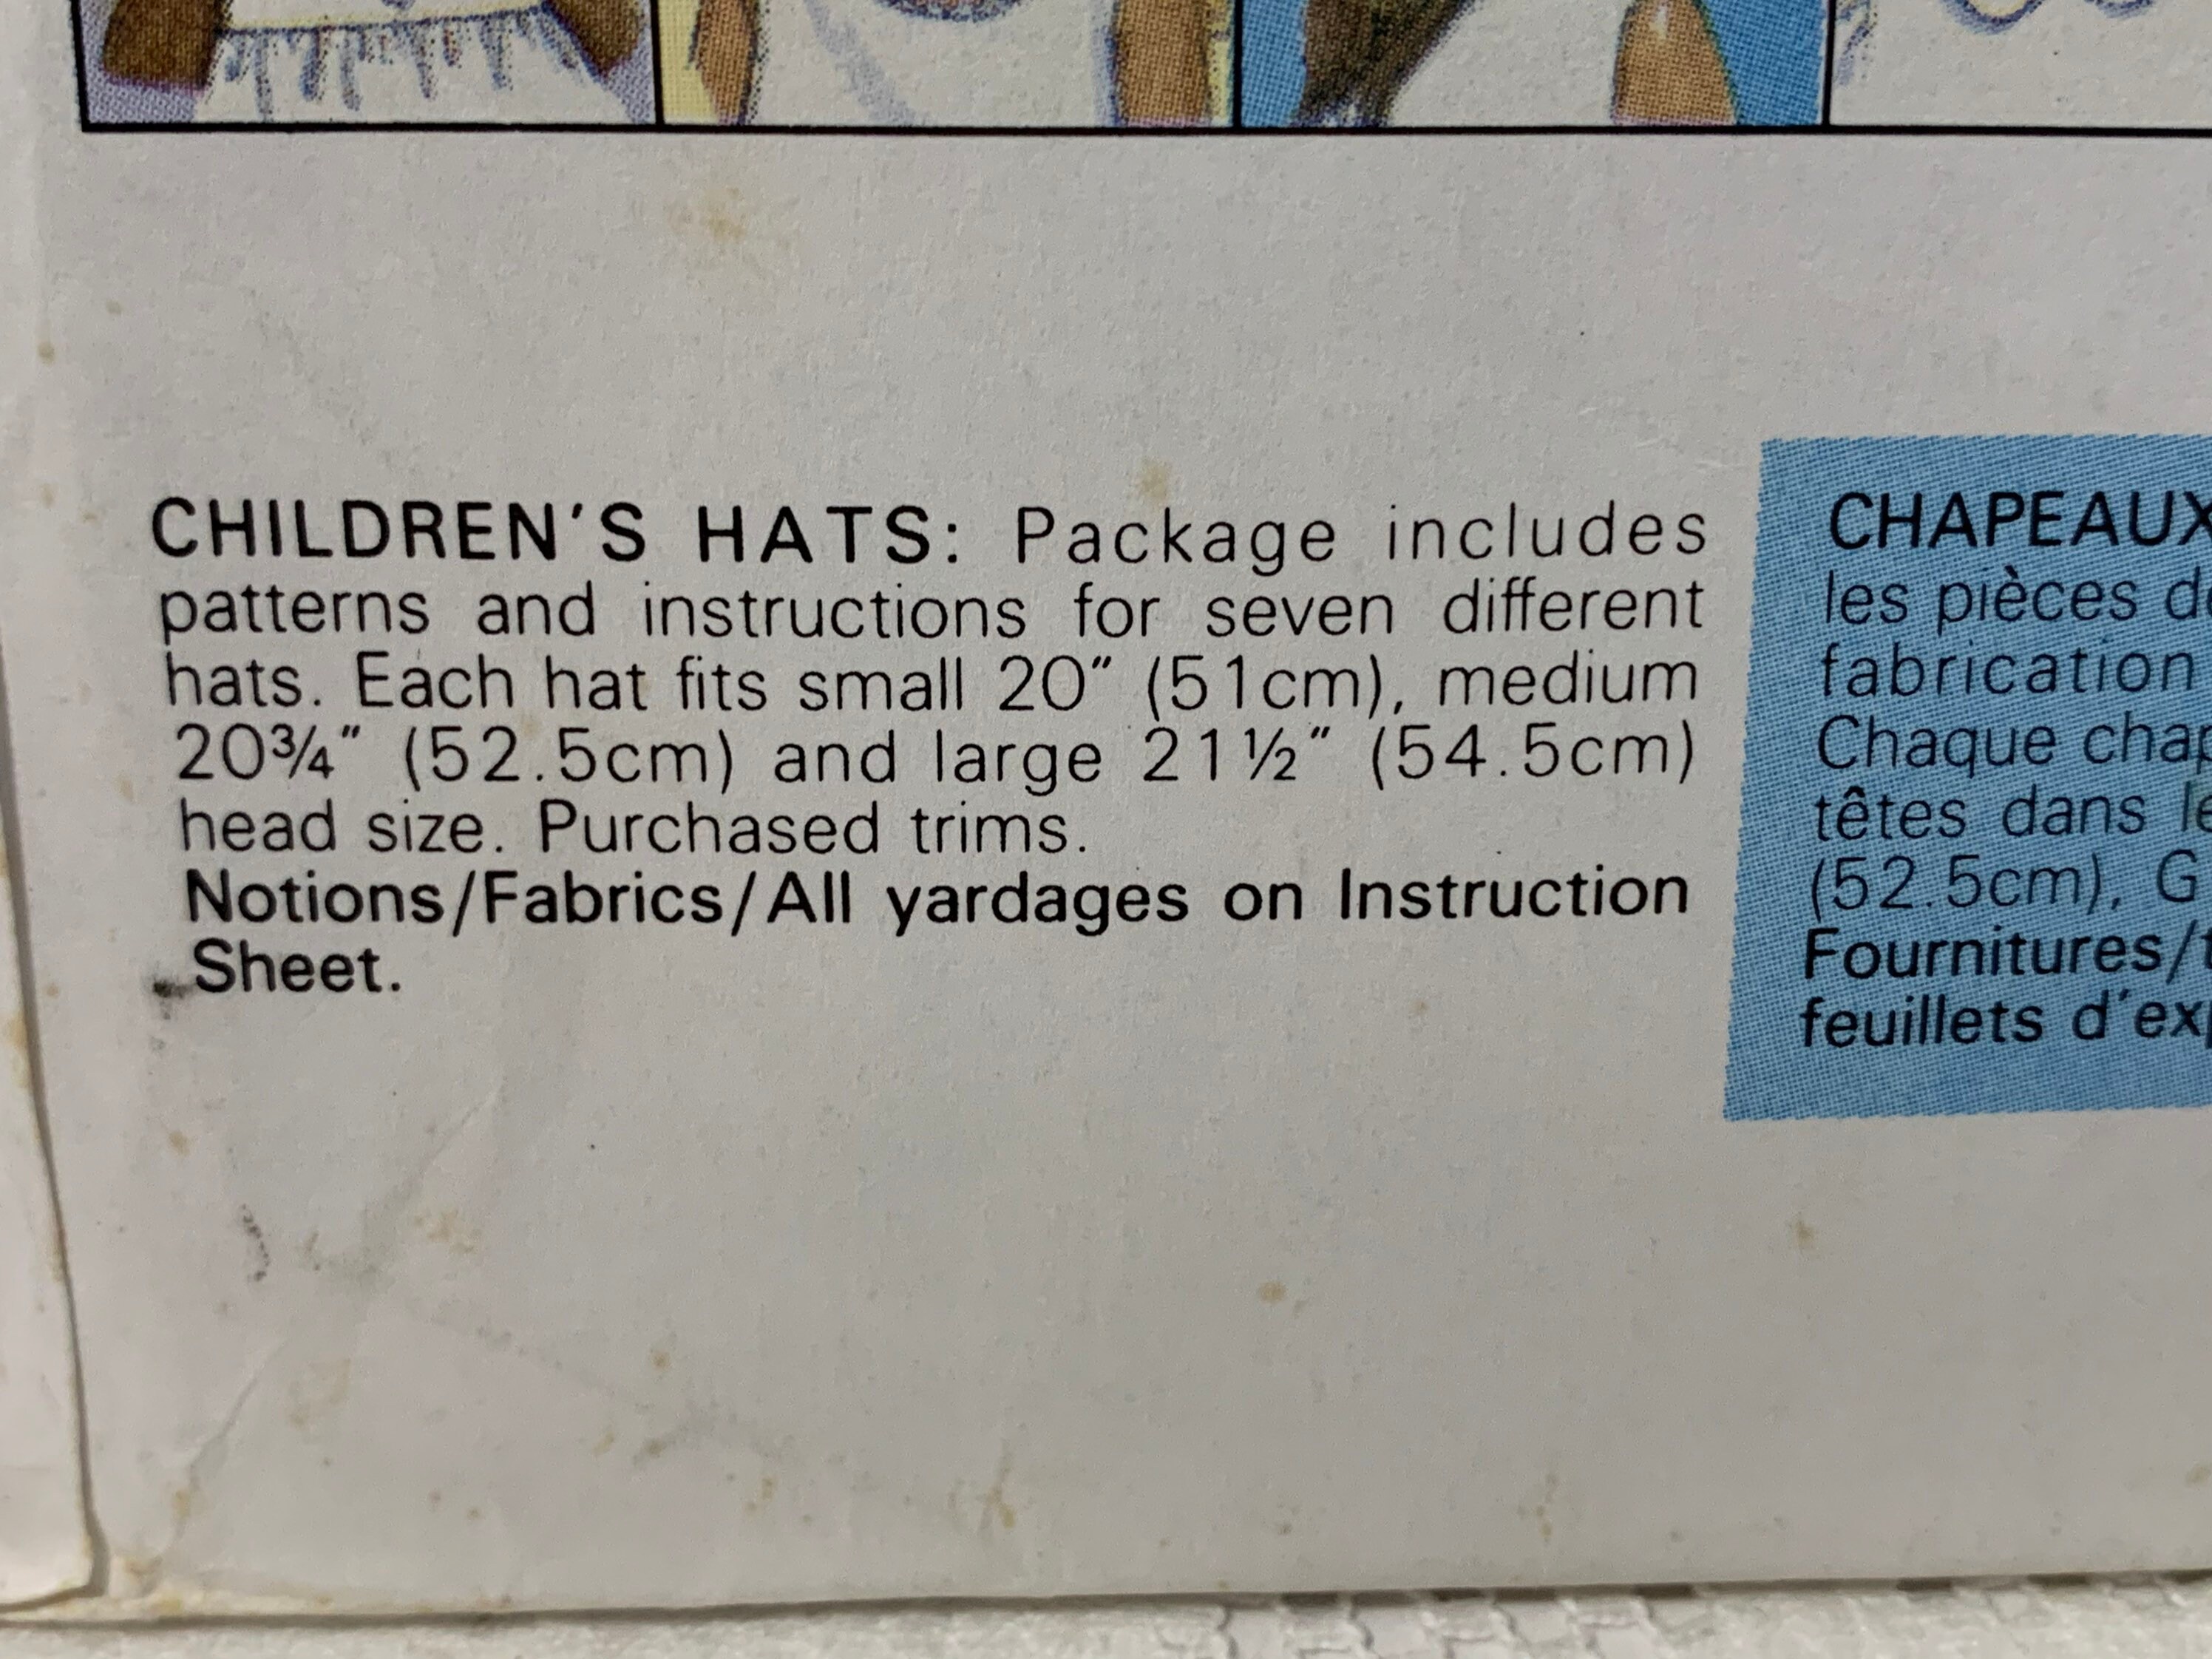 CHILDREN'S HATS: Package includes
patterns and instructions for seven different
hats. Each hat fits small 20″ (51cm), medium
20¾″ (52.5cm) and large 21½″ (54.5cm)
head size. Purchased trims.
Notions/Fabrics/All yardages on Instruction
Sheet.
CHAPEAUX
les pièces
fabrication
Chaque
têtes dans
(52.5cm), G
Fournitures/
feuillets